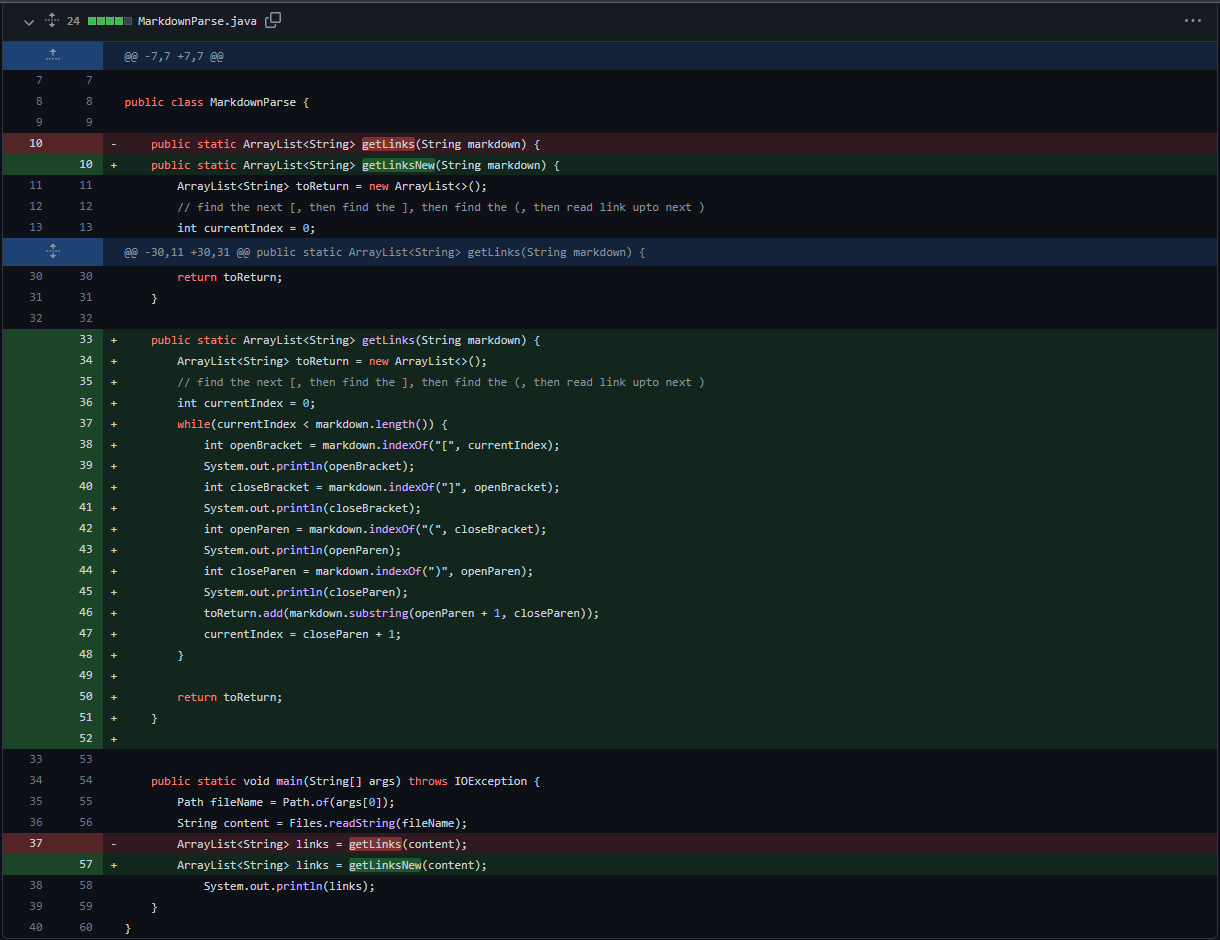 24 MarkdownParse.java
@@ -7,7 +7,7 @@
7 7
8 8 public class MarkdownParse {
9 9
10 - public static ArrayList<String> getLinks(String markdown) {
10 + public static ArrayList<String> getLinksNew(String markdown) {
11 11 ArrayList<String> toReturn = new ArrayList<>();
12 12 // find the next [, then find the ], then find the (, then read link upto next )
13 13 int currentIndex = 0;
@@ -30,11 +30,31 @@ public static ArrayList<String> getLinks(String markdown) {
30 30 return toReturn;
31 31 }
32 32
33 + public static ArrayList<String> getLinks(String markdown) {
34 + ArrayList<String> toReturn = new ArrayList<>();
35 + // find the next [, then find the ], then find the (, then read link upto next )
36 + int currentIndex = 0;
37 + while(currentIndex < markdown.length()) {
38 + int openBracket = markdown.indexOf("[", currentIndex);
39 + System.out.println(openBracket);
40 + int closeBracket = markdown.indexOf("]", openBracket);
41 + System.out.println(closeBracket);
42 + int openParen = markdown.indexOf("(", closeBracket);
43 + System.out.println(openParen);
44 + int closeParen = markdown.indexOf(")", openParen);
45 + System.out.println(closeParen);
46 + toReturn.add(markdown.substring(openParen + 1, closeParen));
47 + currentIndex = closeParen + 1;
48 + }
49 +
50 + return toReturn;
51 + }
52 +
33 53
34 54 public static void main(String[] args) throws IOException {
35 55 Path fileName = Path.of(args[0]);
36 56 String content = Files.readString(fileName);
37 - ArrayList<String> links = getLinks(content);
57 + ArrayList<String> links = getLinksNew(content);
38 58 System.out.println(links);
39 59 }
40 60 }